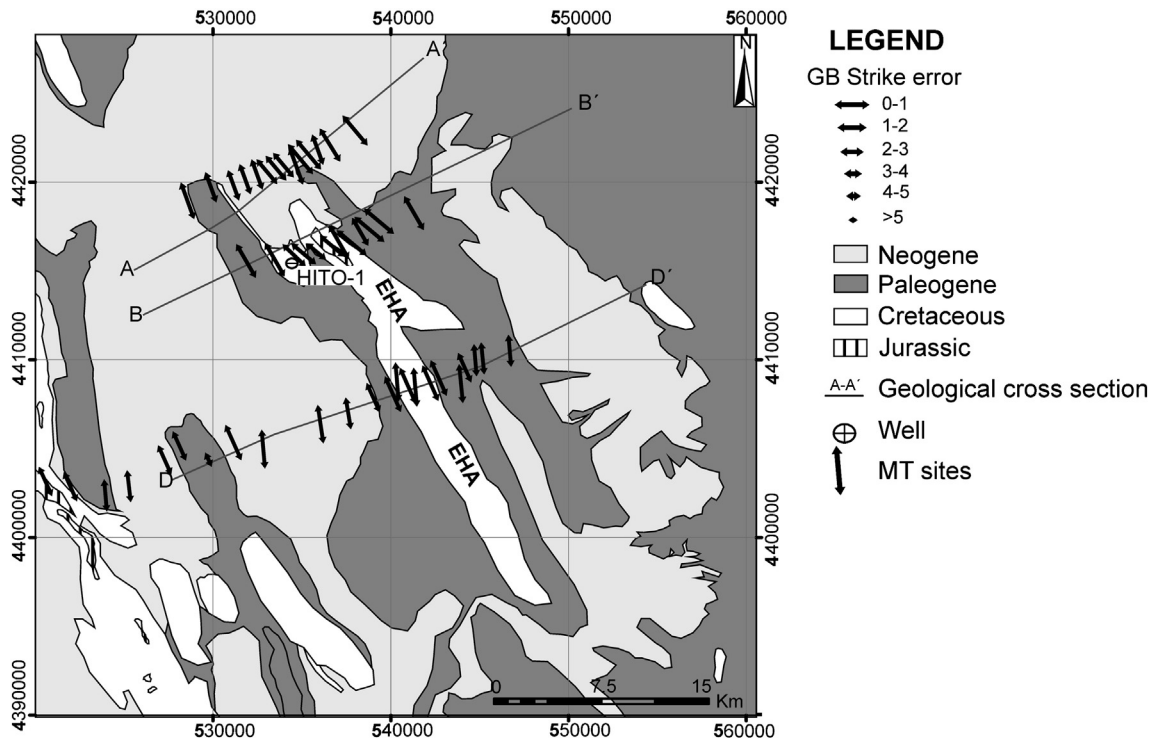 530000 540000 550000 560000
LEGEND
GB Strike error
0-1
1-2
2-3
3-4
4-5
>5
Neogene
Paleogene
Cretaceous
Jurassic
A-A´ Geological cross section
Well
MT sites
N
A´
B´
4420000 4420000
A
HITO-1
D´
B
EHA
4410000 4410000
EHA
D
4400000 4400000
0 7.5 15
Km
4390000 4390000
530000 540000 550000 560000